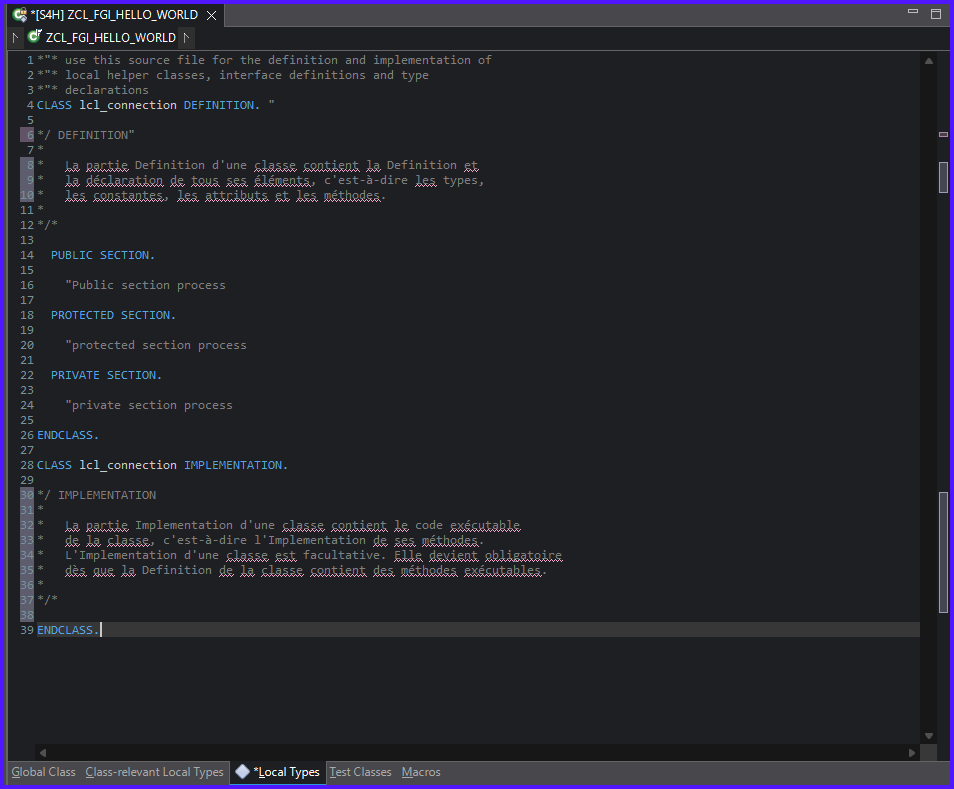 *[S4H] ZCL_FGI_HELLO_WORLD
ZCL_FGI_HELLO_WORLD
1 *"* use this source file for the definition and implementation of
2 *"* local helper classes, interface definitions and type
3 *"* declarations
4 CLASS lcl_connection DEFINITION. "
5
6 */ DEFINITION"
7 *
8 *   La partie Definition d'une classe contient la Definition et
9 *   la déclaration de tous ses éléments, c'est-à-dire les types,
10 *   les constantes, les attributs et les méthodes.
11 *
12 */*
13
14   PUBLIC SECTION.
15
16     "Public section process
17
18   PROTECTED SECTION.
19
20     "protected section process
21
22   PRIVATE SECTION.
23
24     "private section process
25
26 ENDCLASS.
27
28 CLASS lcl_connection IMPLEMENTATION.
29
30 */ IMPLEMENTATION
31 *
32 *   La partie Implementation d'une classe contient le code exécutable
33 *   de la classe, c'est-à-dire l'Implementation de ses méthodes.
34 *   L'Implementation d'une classe est facultative. Elle devient obligatoire
35 *   dès que la Definition de la classe contient des méthodes exécutables.
36 *
37 */*
38
39 ENDCLASS.
Global Class Class-relevant Local Types *Local Types Test Classes Macros